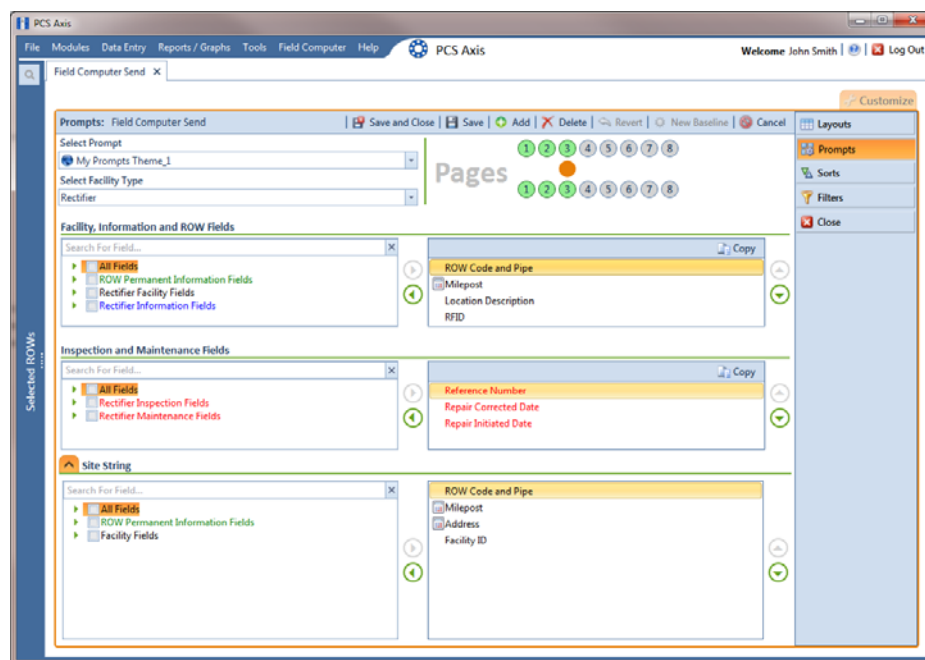 PCS Axis
File Modules Data Entry Reports / Graphs Tools Field Computer Help PCS Axis Welcome John Smith | | Log Out
Field Computer Send X
Customize
Prompts: Field Computer Send | Save and Close | Save | Add | Delete | Revert | New Baseline | Cancel
Layouts
Prompts
Sorts
Filters
Close
Select Prompt
My Prompts Theme_1
Select Facility Type
Rectifier
Pages
1 2 3 4 5 6 7 8
1 2 3 4 5 6 7 8
Facility, Information and ROW Fields
Search For Field...
All Fields
ROW Permanent Information Fields
Rectifier Facility Fields
Rectifier Information Fields
Copy
ROW Code and Pipe
Milepost
Location Description
RFID
Inspection and Maintenance Fields
Search For Field...
All Fields
Rectifier Inspection Fields
Rectifier Maintenance Fields
Copy
Reference Number
Repair Corrected Date
Repair Initiated Date
Site String
Search For Field...
All Fields
ROW Permanent Information Fields
Facility Fields
ROW Code and Pipe
Milepost
Address
Facility ID
Selected ROWs